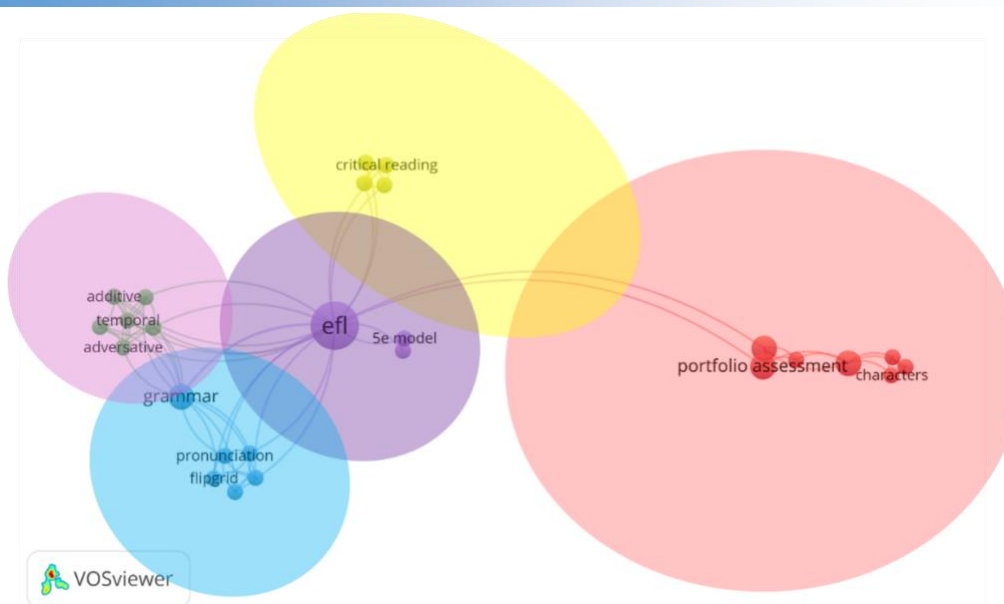 critical reading
additive
temporal
adversative
efl
5e model
grammar
pronunciation
flipgrid
portfolio assessment
characters
VOSviewer